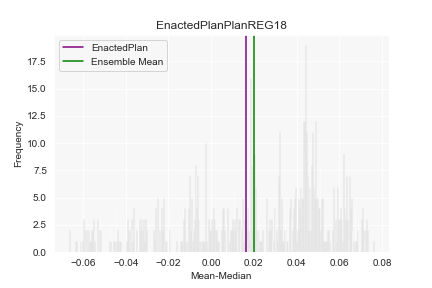 EnactedPlanPlanREG18
EnactedPlan
Ensemble Mean
17.5
15.0
12.5
10.0
7.5
5.0
2.5
0.0
Frequency
−0.06 −0.04 −0.02 0.00 0.02 0.04 0.06 0.08
Mean-Median